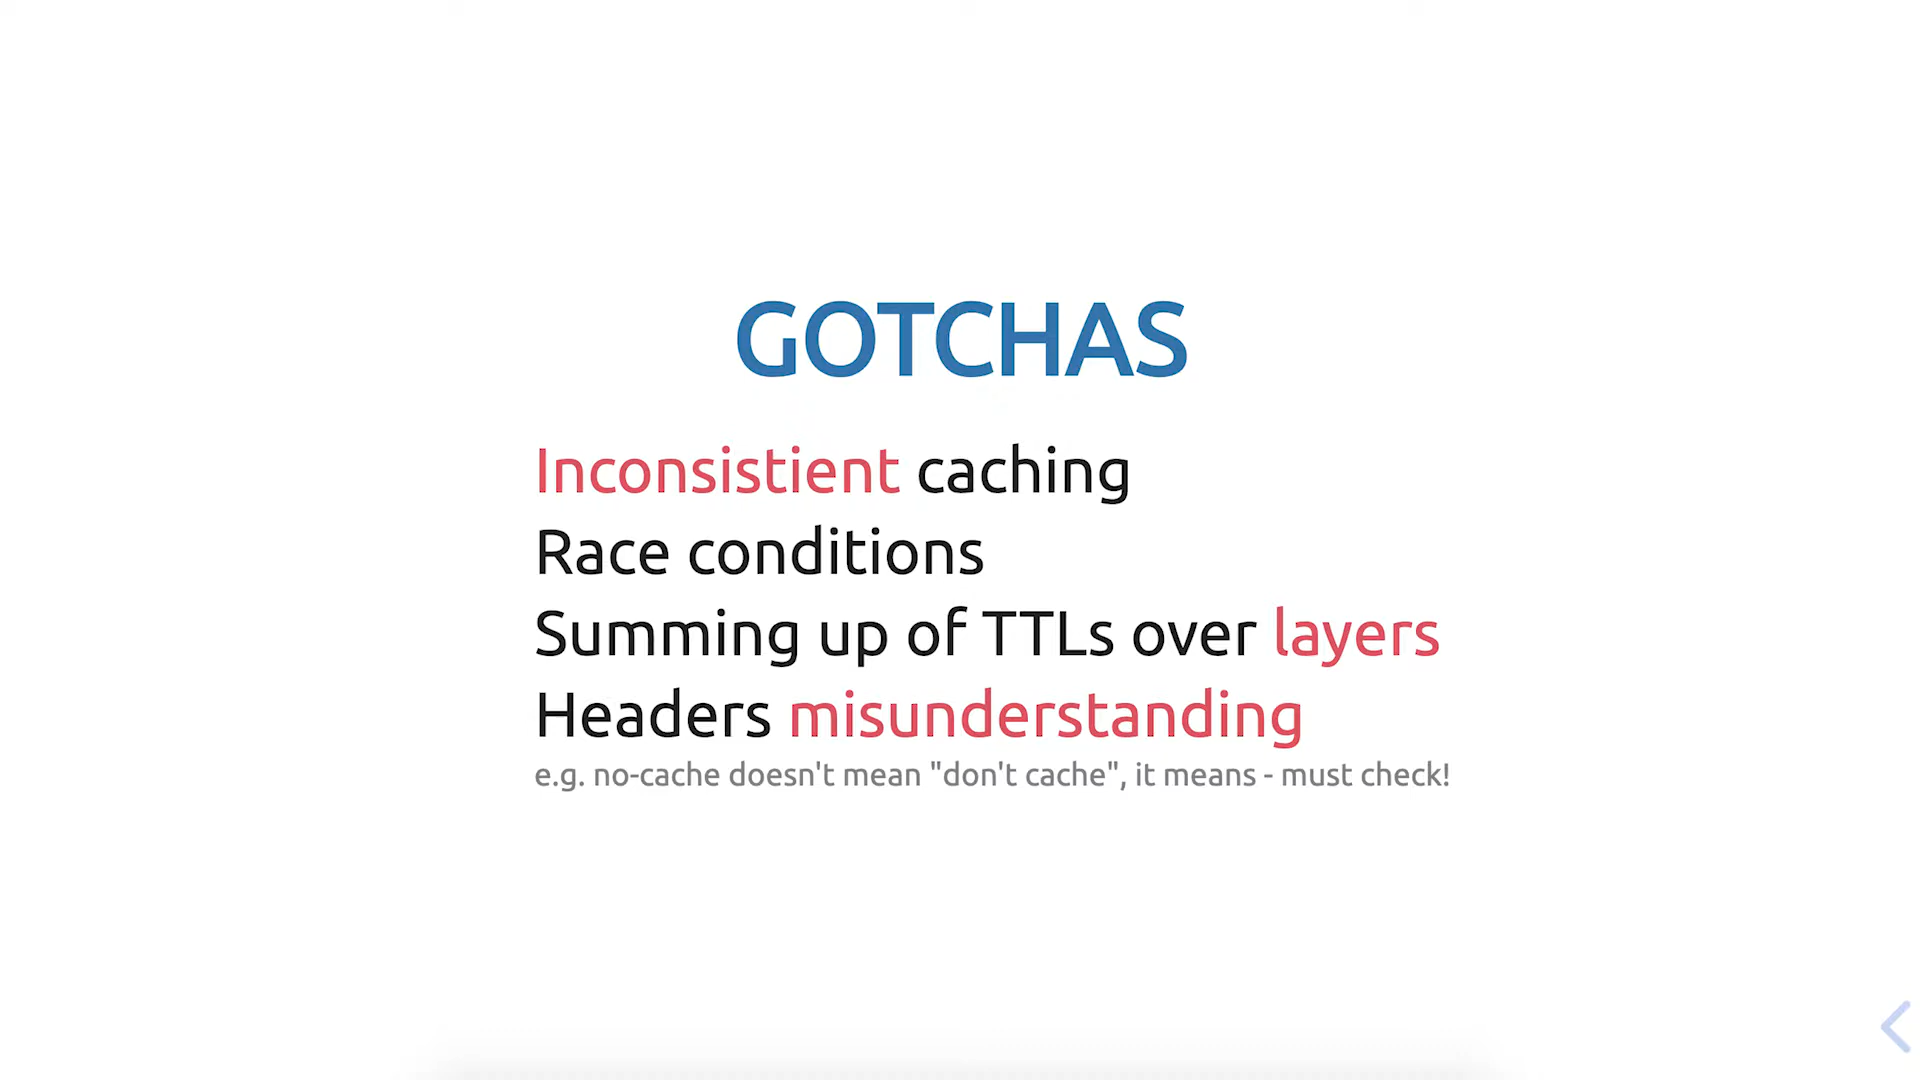 GOTCHAS
Inconsistient caching
Race conditions
Summing up of TTLs over layers
Headers misunderstanding
e.g. no-cache doesn't mean "don't cache", it means - must check!